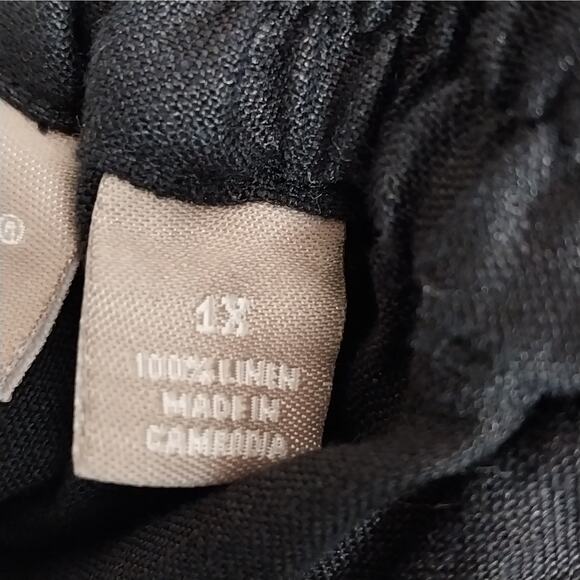 ®
1X
100% LINEN
MADE IN
CAMBODIA